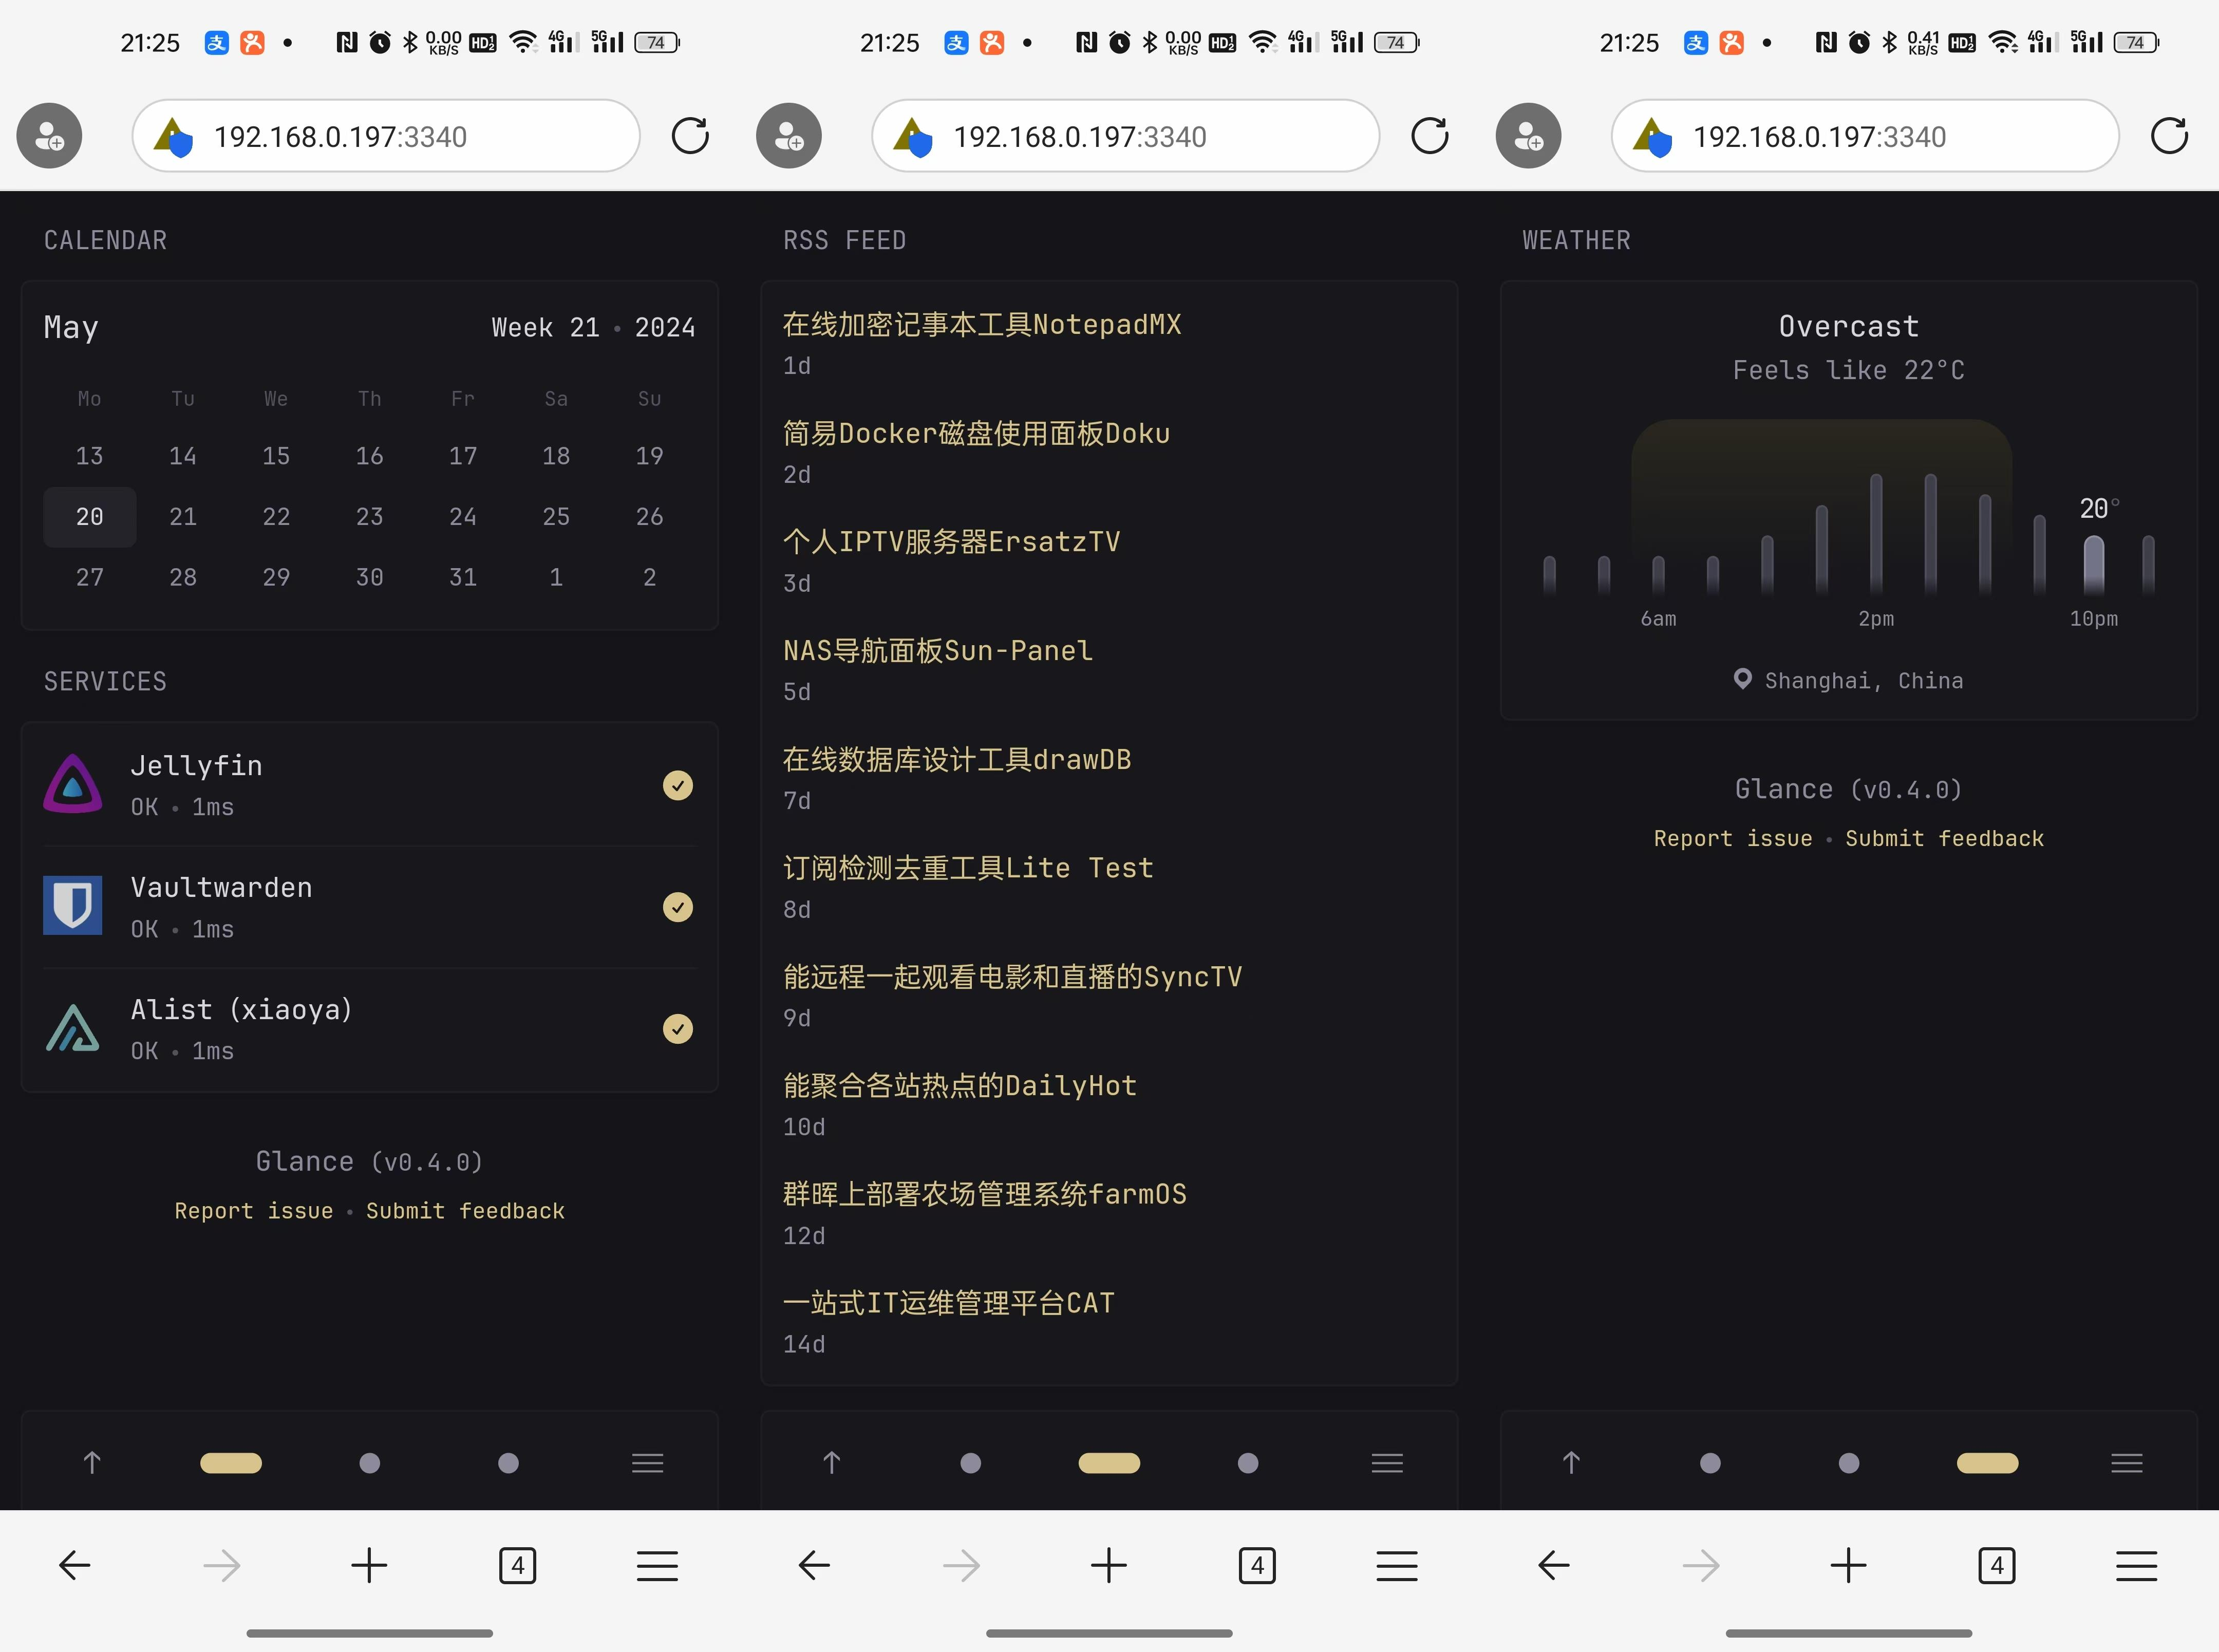 21:25 0.00 KB/S HD 4G 5G 74
192.168.0.197:3340
CALENDAR
May Week 21 • 2024
Mo Tu We Th Fr Sa Su
13 14 15 16 17 18 19
20 21 22 23 24 25 26
27 28 29 30 31 1 2
SERVICES
Jellyfin
OK • 1ms
Vaultwarden
OK • 1ms
Alist (xiaoya)
OK • 1ms
Glance (v0.4.0)
Report issue • Submit feedback
4
21:25 0.00 KB/S HD 4G 5G 74
192.168.0.197:3340
RSS FEED
在线加密记事本工具NotepadMX
1d
简易Docker磁盘使用面板Doku
2d
个人IPTV服务器ErsatzTV
3d
NAS导航面板Sun-Panel
5d
在线数据库设计工具drawDB
7d
订阅检测去重工具Lite Test
8d
能远程一起观看电影和直播的SyncTV
9d
能聚合各站热点的DailyHot
10d
群晖上部署农场管理系统farmOS
12d
一站式IT运维管理平台CAT
14d
4
21:25 0.41 KB/S HD 4G 5G 74
192.168.0.197:3340
WEATHER
Overcast
Feels like 22°C
20°
6am 2pm 10pm
Shanghai, China
Glance (v0.4.0)
Report issue • Submit feedback
4